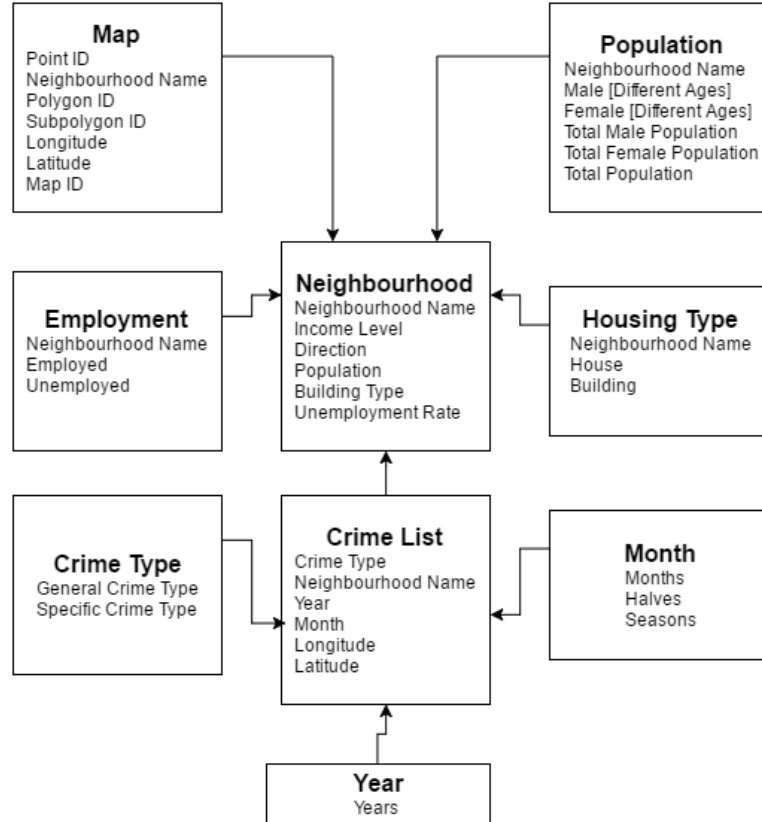 Map
Point ID
Neighbourhood Name
Polygon ID
Subpolygon ID
Longitude
Latitude
Map ID
Population
Neighbourhood Name
Male [Different Ages]
Female [Different Ages]
Total Male Population
Total Female Population
Total Population
Employment
Neighbourhood Name
Employed
Unemployed
Neighbourhood
Neighbourhood Name
Income Level
Direction
Population
Building Type
Unemployment Rate
Housing Type
Neighbourhood Name
House
Building
Crime Type
General Crime Type
Specific Crime Type
Crime List
Crime Type
Neighbourhood Name
Year
Month
Longitude
Latitude
Month
Months
Halves
Seasons
Year
Years